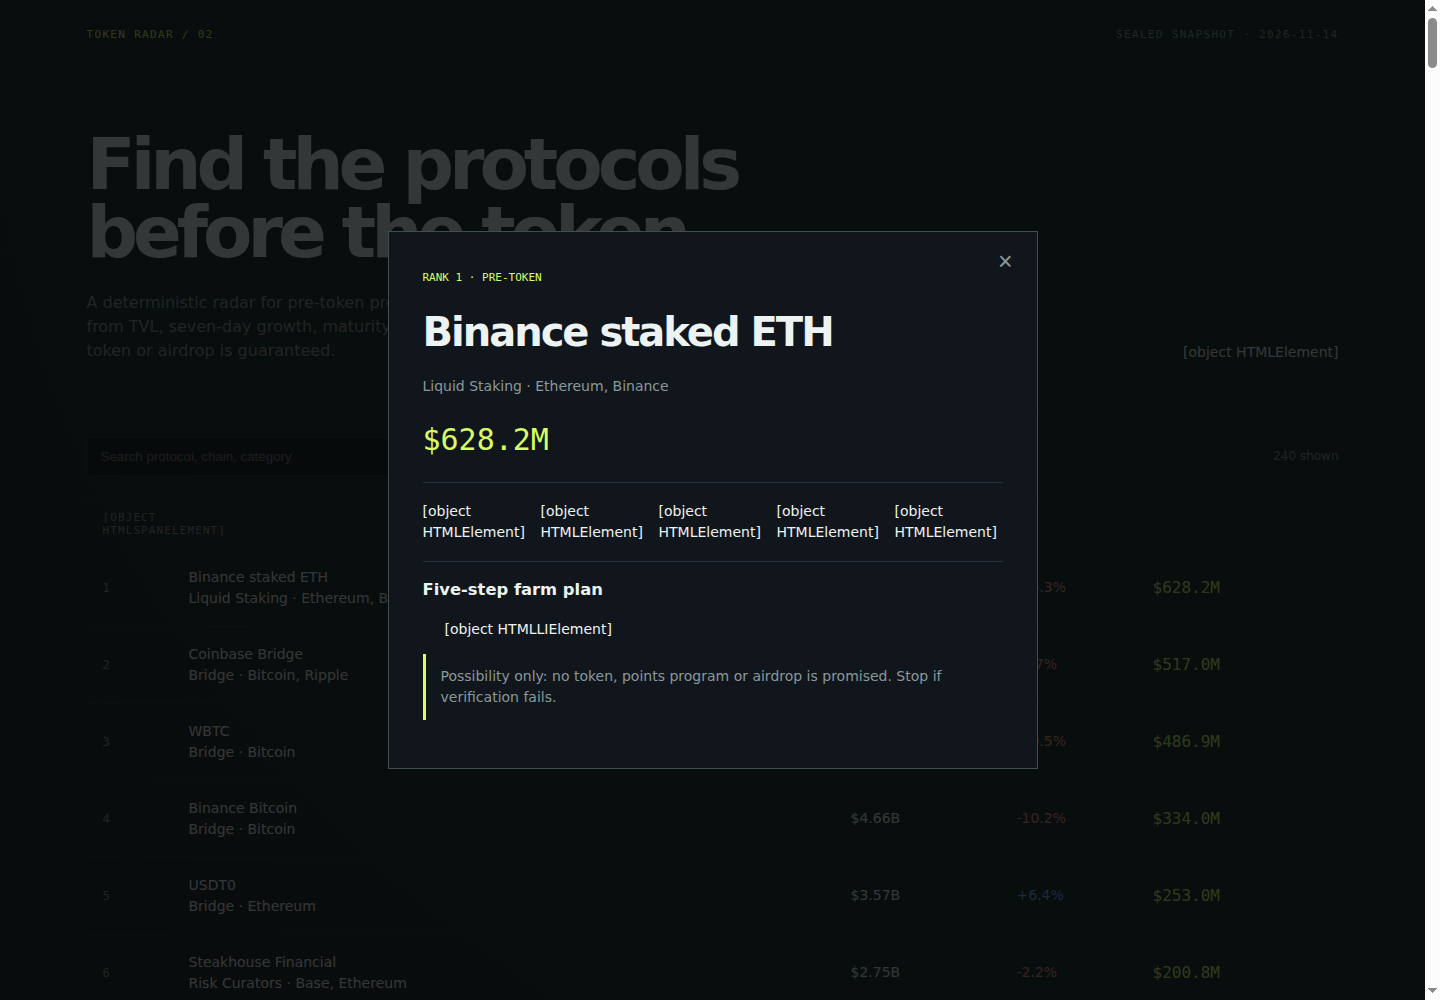 TOKEN RADAR / 02
SEALED SNAPSHOT · 2026-11-14
Find the protocols
before the token
A deterministic radar for pre-token
from TVL, seven-day growth, maturity
token or airdrop is guaranteed.
[object HTMLElement]
Search protocol, chain, category
240 shown
[OBJECT
HTMLSPANELEMENT]
1
Binance staked ETH
Liquid Staking · Ethereum,
.3%
$628.2M
2
Coinbase Bridge
Bridge · Bitcoin, Ripple
7%
$517.0M
3
WBTC
Bridge · Bitcoin
.5%
$486.9M
4
Binance Bitcoin
Bridge · Bitcoin
$4.66B
-10.2%
$334.0M
5
USDT0
Bridge · Ethereum
$3.57B
+6.4%
$253.0M
6
Steakhouse Financial
Risk Curators · Base, Ethereum
$2.75B
-2.2%
$200.8M
×
RANK 1 · PRE-TOKEN
Binance staked ETH
Liquid Staking · Ethereum, Binance
$628.2M
[object HTMLElement]
[object HTMLElement]
[object HTMLElement]
[object HTMLElement]
[object HTMLElement]
Five-step farm plan
[object HTMLLIElement]
Possibility only: no token, points program or airdrop is promised. Stop if
verification fails.